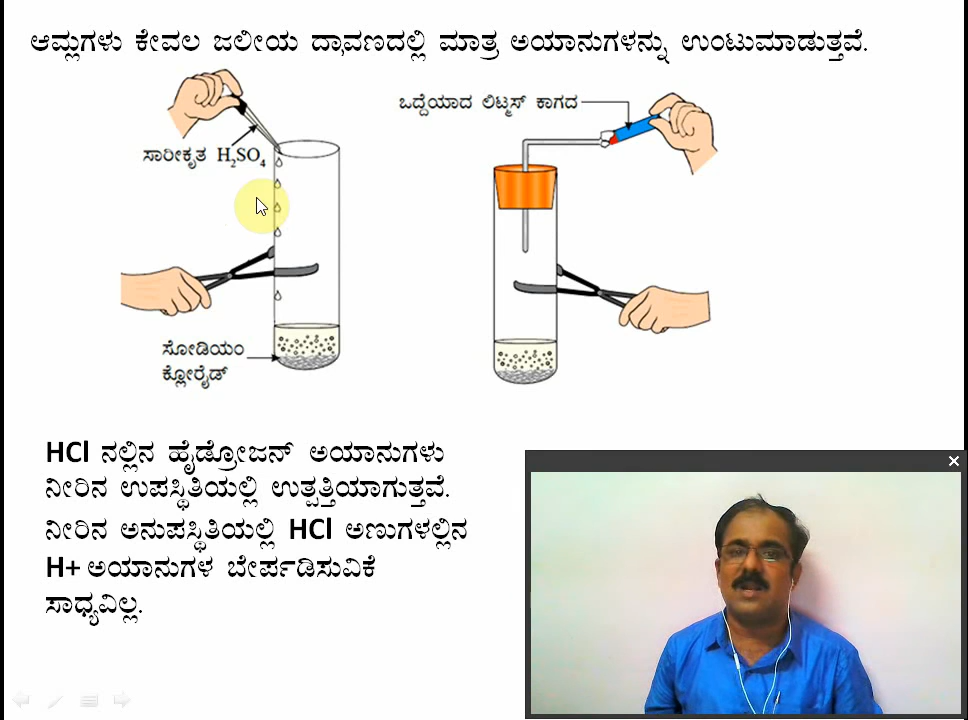 ಆಮ್ಲಗಳು ಕೇವಲ ಜಲೀಯ ದ್ರಾವಣದಲ್ಲಿ ಮಾತ್ರ ಅಯಾನುಗಳನ್ನು ಉಂಟುಮಾಡುತ್ತವೆ.
ಒದ್ದೆಯಾದ ಲಿಟ್ಮಸ್ ಕಾಗದ
ಸಾರೀಕೃತ H₂SO₄
ಸೋಡಿಯಂ
ಕ್ಲೋರೈಡ್
HCl ನಲ್ಲಿನ ಹೈಡ್ರೋಜನ್ ಅಯಾನುಗಳು
ನೀರಿನ ಉಪಸ್ಥಿತಿಯಲ್ಲಿ ಉತ್ಪತ್ತಿಯಾಗುತ್ತವೆ.
ನೀರಿನ ಅನುಪಸ್ಥಿತಿಯಲ್ಲಿ HCl ಅಣುಗಳಲ್ಲಿನ
H+ ಅಯಾನುಗಳ ಬೇರ್ಪಡಿಸುವಿಕೆ
ಸಾಧ್ಯವಿಲ್ಲ.